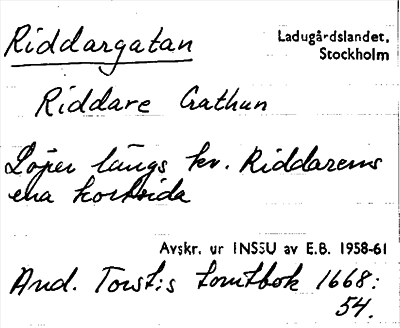 Riddargatan
Ladugårdslandet,
Stockholm
Riddare Gathun
Löper längs kv. Riddarens
ena kortsida
Avskr. ur INSSU av E.B. 1958-61
And. Torst:s tomtbok 1668:
54.